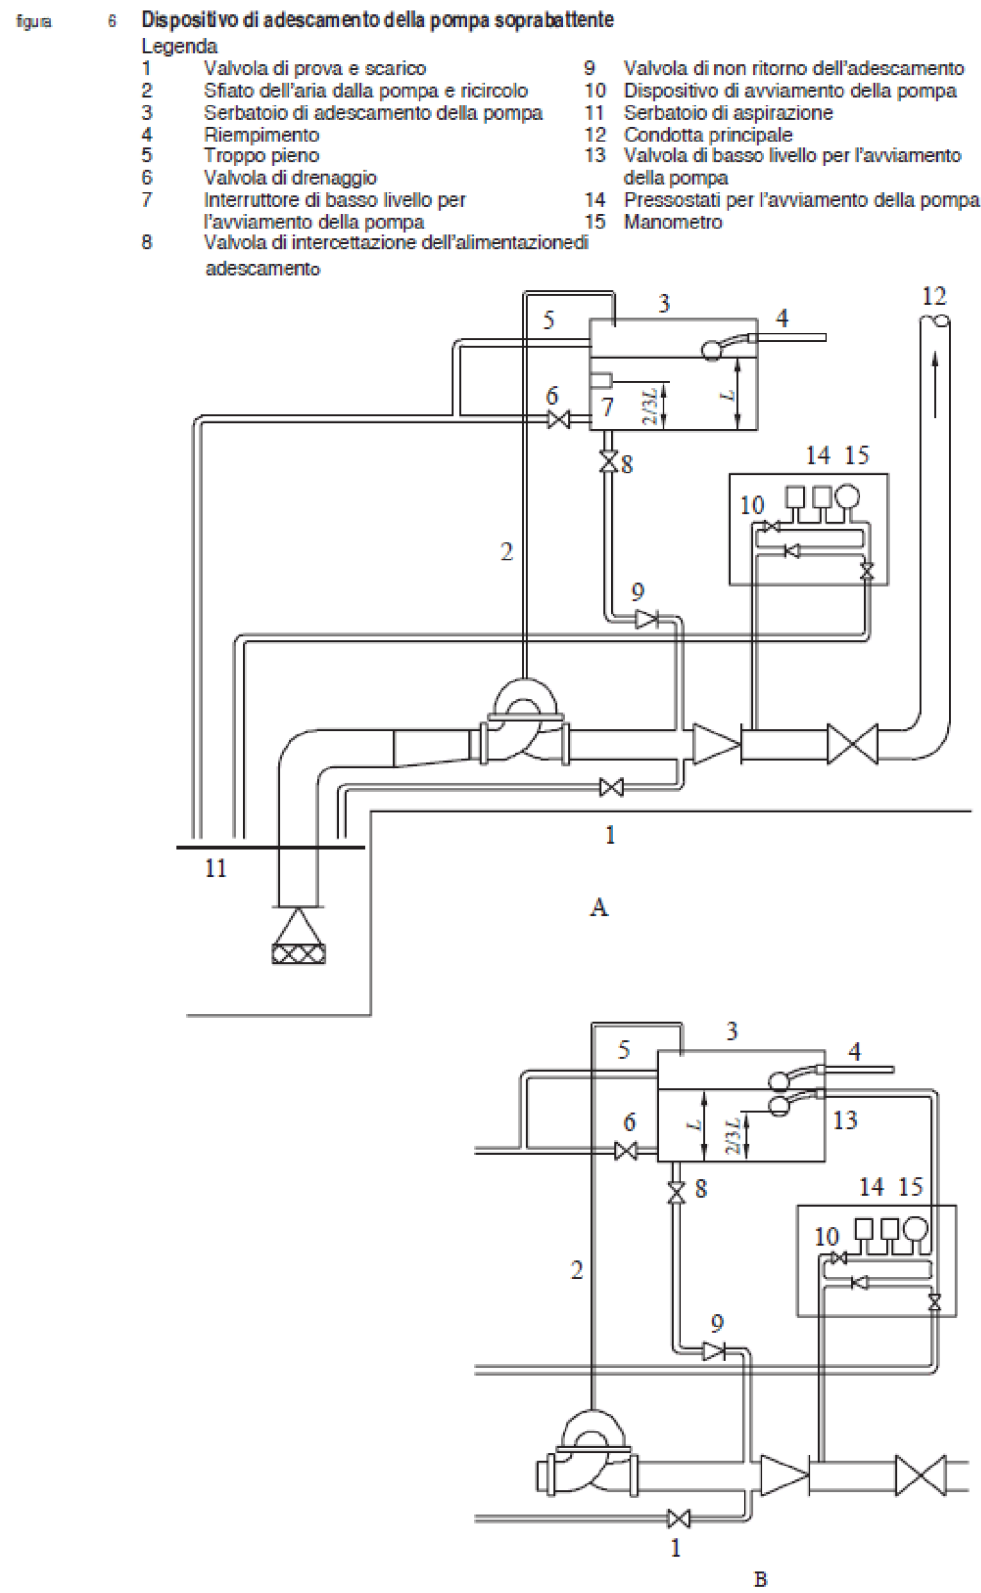 figura 6 Dispositivo di adescamento della pompa soprabattente
Legenda
1 Valvola di prova e scarico
2 Sfiato dell'aria dalla pompa e ricircolo
3 Serbatoio di adescamento della pompa
4 Riempimento
5 Troppo pieno
6 Valvola di drenaggio
7 Interruttore di basso livello per
l'avviamento della pompa
8 Valvola di intercettazione dell'alimentazionedi
adescamento
9 Valvola di non ritorno dell'adescamento
10 Dispositivo di avviamento della pompa
11 Serbatoio di aspirazione
12 Condotta principale
13 Valvola di basso livello per l'avviamento
della pompa
14 Pressostati per l'avviamento della pompa
15 Manometro
12
3
5
4
L
2/3L
6
7
8
14 15
10
2
9
1
11
A
3
5
4
L
2/3L
6
13
8
14 15
10
2
9
1
B